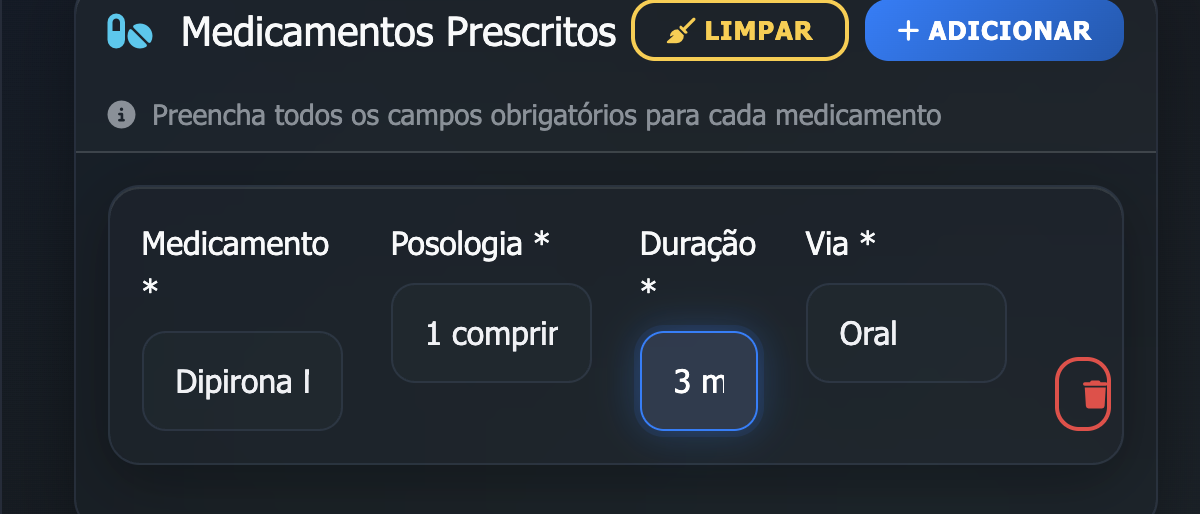 Medicamentos Prescritos
LIMPAR
+ ADICIONAR
Preencha todos os campos obrigatórios para cada medicamento
Medicamento
*
Posologia *
Duração
*
Via *
Dipirona
1 comprir
3 m
Oral